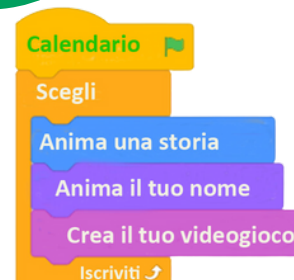 Calendario
Scegli
Anima una storia
Anima il tuo nome
Crea il tuo videogioco
Iscriviti